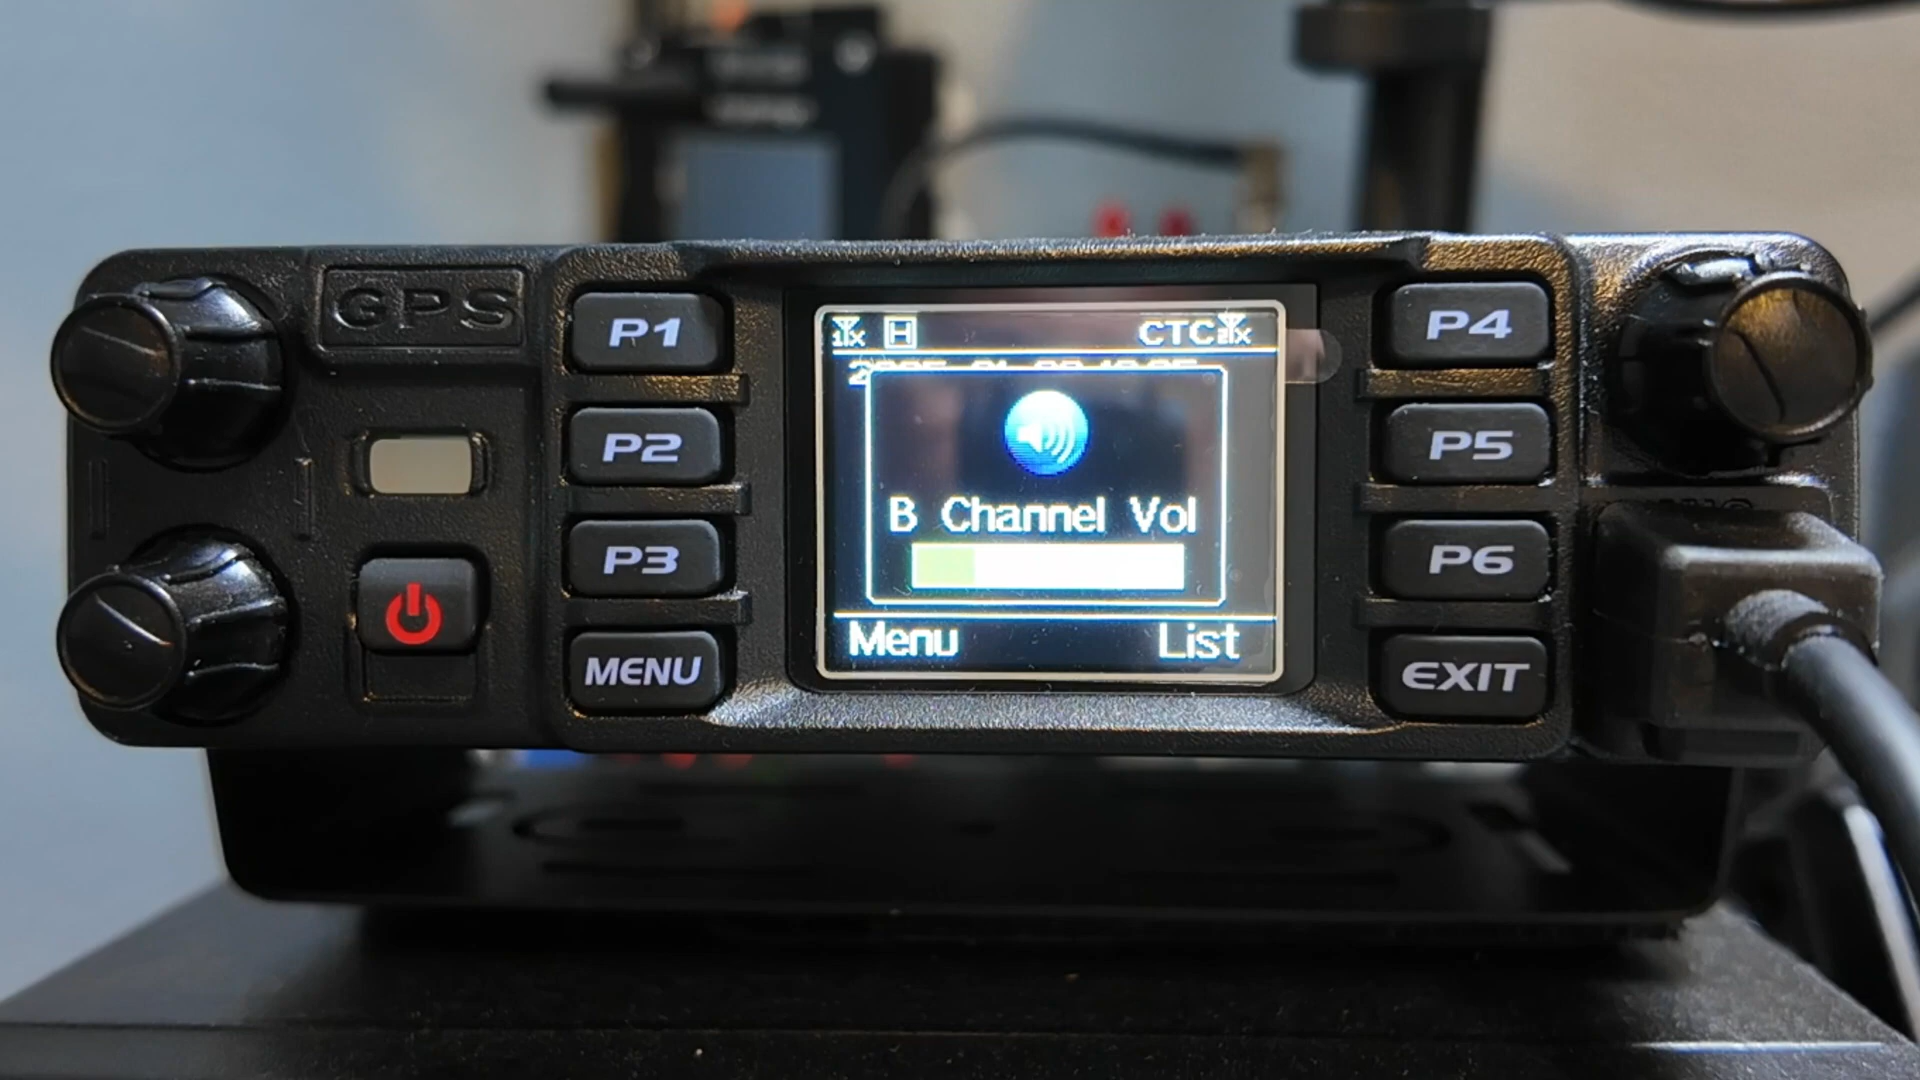 GPS
P1
P2
P3
MENU
H
CTC
B Channel Vol
Menu
List
P4
P5
P6
EXIT